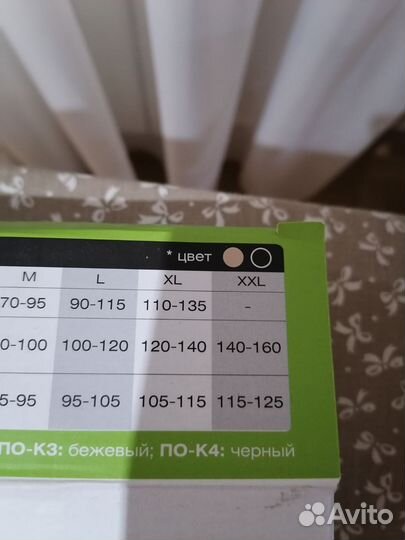 * цвет
M L XL XXL
70-95 90-115 110-135 -
0-100 100-120 120-140 140-160
5-95 95-105 105-115 115-125
ПО-К3: бежевый; ПО-К4: черный
Avito